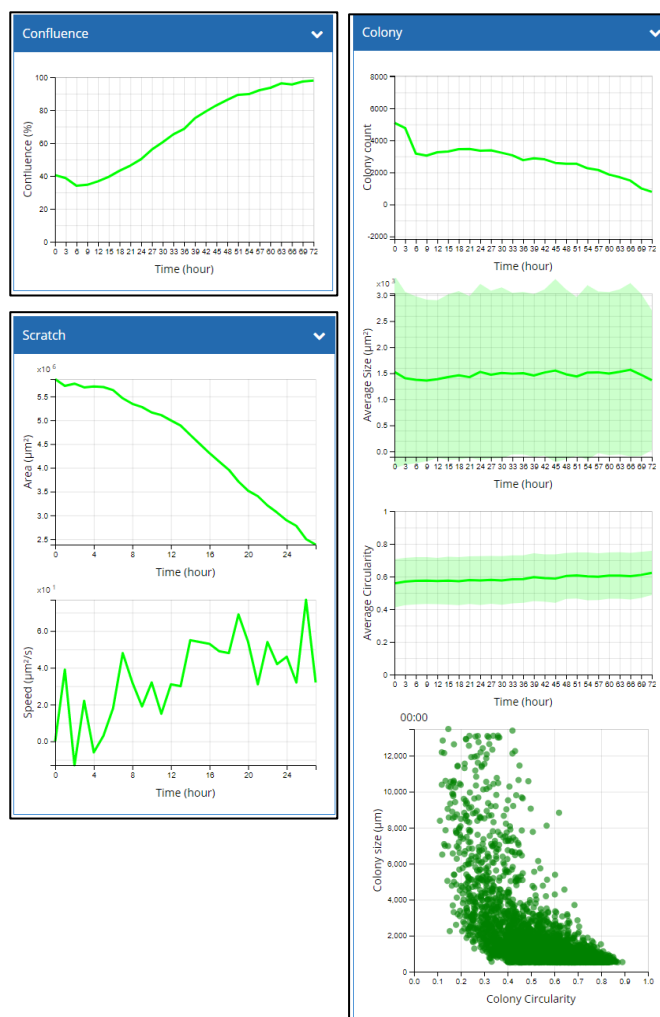 Confluence
100
80
60
40
20
0
Confluence (%)
0 3 6 9 12 15 18 21 24 27 30 33 36 39 42 45 48 51 54 57 60 63 66 69 72
Time (hour)
Scratch
×10 6
5.5
5.0
4.5
4.0
3.5
3.0
2.5
Area (µm²)
0 4 8 12 16 20 24
Time (hour)
6.0
4.0
2.0
0.0
Speed (µm²/s)
0 4 8 12 16 20 24
Time (hour)
Colony
8000
6000
4000
2000
0
-2000
Colony count
0 3 6 9 12 15 18 21 24 27 30 33 36 39 42 45 48 51 54 57 60 63 66 69 72
Time (hour)
3.0
2.5
2.0
1.5
1.0
0.5
0.0
Average Size (µm²)
0 3 6 9 12 15 18 21 24 27 30 33 36 39 42 45 48 51 54 57 60 63 66 69 72
Time (hour)
1
0.8
0.6
0.4
0.2
0
Average Circularity
0 3 6 9 12 15 18 21 24 27 30 33 36 39 42 45 48 51 54 57 60 63 66 69 72
Time (hour)
00:00
12,000
10,000
8,000
6,000
4,000
2,000
0
Colony size (µm)
0.0 0.1 0.2 0.3 0.4 0.5 0.6 0.7 0.8 0.9 1.0
Colony Circularity